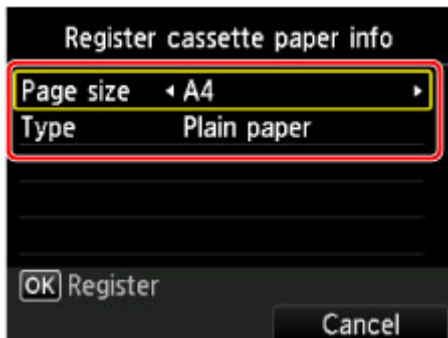 Register cassette paper info
Page size A4
Type Plain paper
OK Register
Cancel